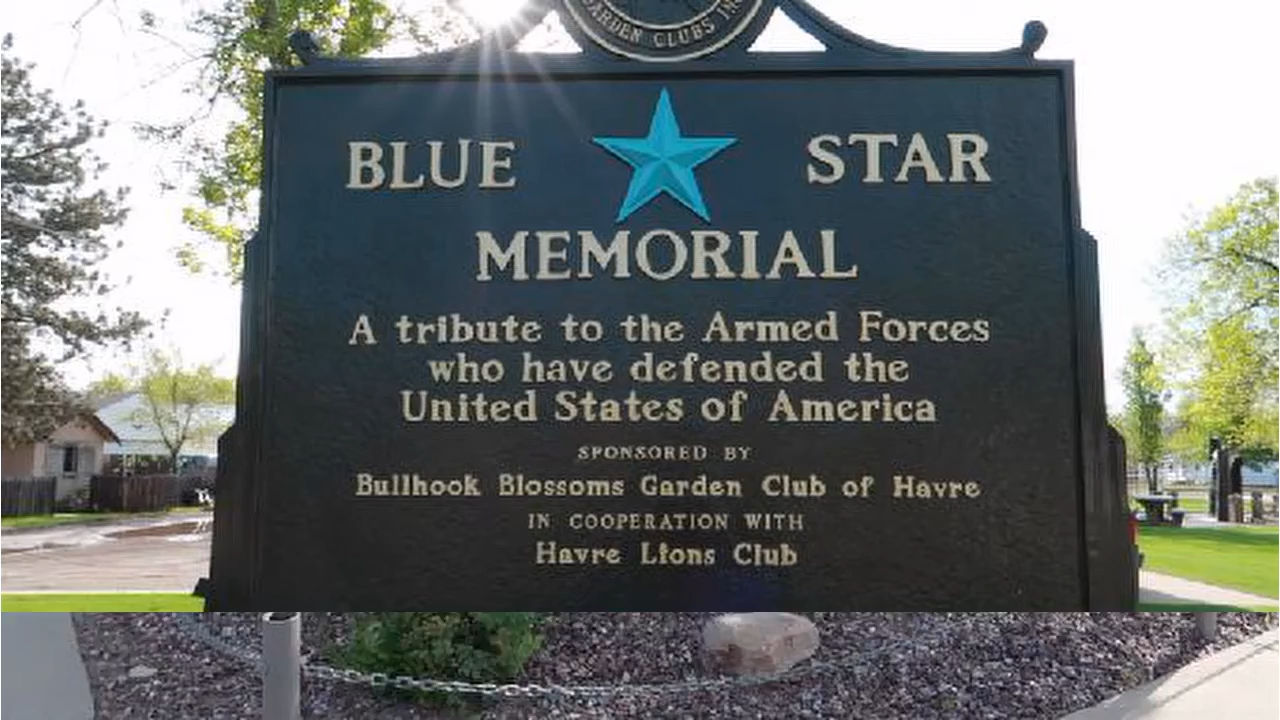 GARDEN CLUBS
BLUE STAR
MEMORIAL
A tribute to the Armed Forces
who have defended the
United States of America
SPONSORED BY
Bullhook Blossoms Garden Club of Havre
IN COOPERATION WITH
Havre Lions Club